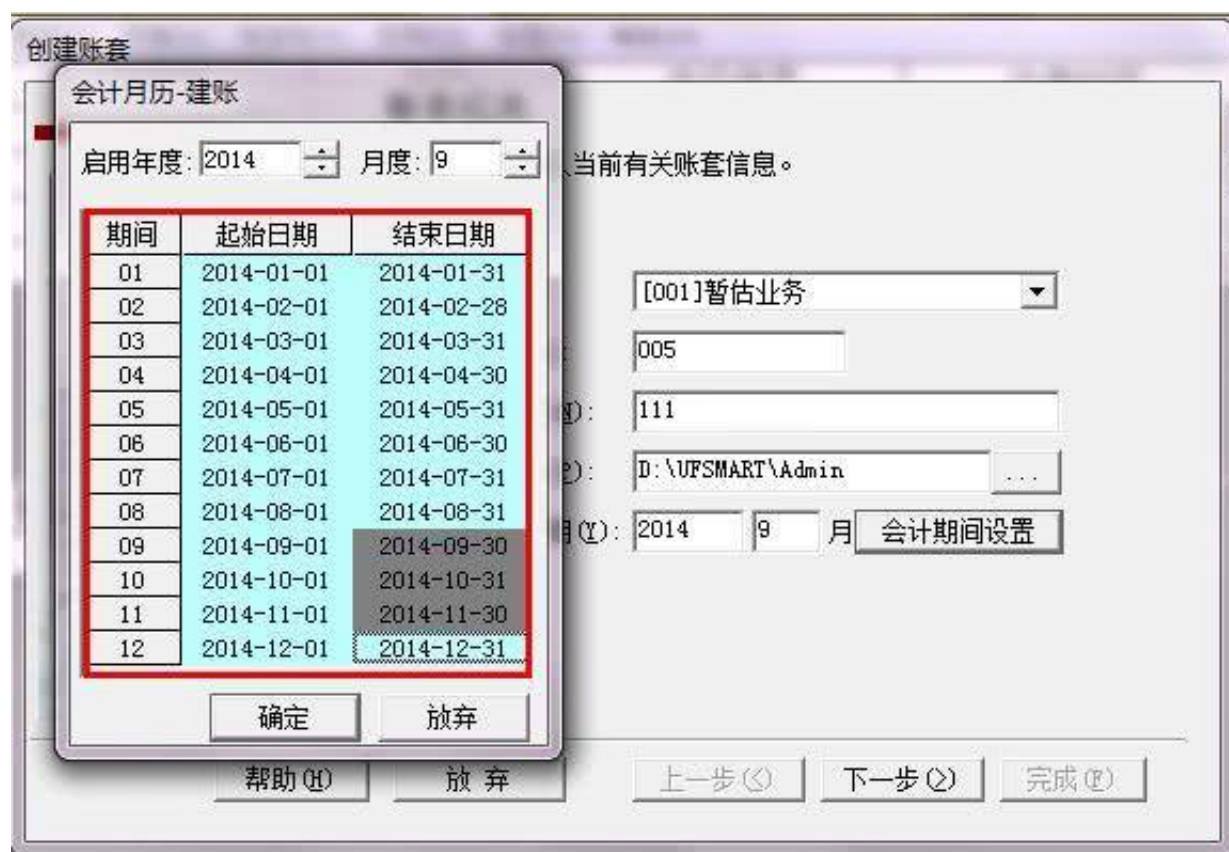 创建账套
会计月历-建账
启用年度: 2014 月度: 9
当前有关账套信息。
期间 起始日期 结束日期
01 2014-01-01 2014-01-31
02 2014-02-01 2014-02-28
03 2014-03-01 2014-03-31
04 2014-04-01 2014-04-30
05 2014-05-01 2014-05-31
06 2014-06-01 2014-06-30
07 2014-07-01 2014-07-31
08 2014-08-01 2014-08-31
09 2014-09-01 2014-09-30
10 2014-10-01 2014-10-31
11 2014-11-01 2014-11-30
12 2014-12-01 2014-12-31
确定 放弃
[001]暂估业务
005
111
D:\UFSMART\Admin ...
(Y): 2014 9 月 会计期间设置
帮助(H) 放 弃 上一步(<) 下一步(>) 完成(F)